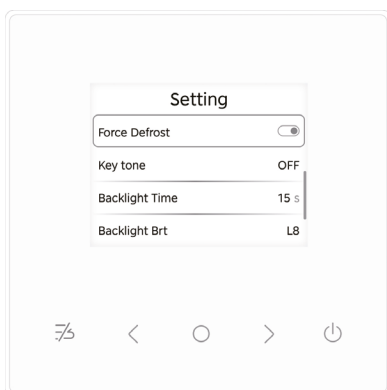 Setting
Force Defrost
Key tone OFF
Backlight Time 15 s
Backlight Brt L8